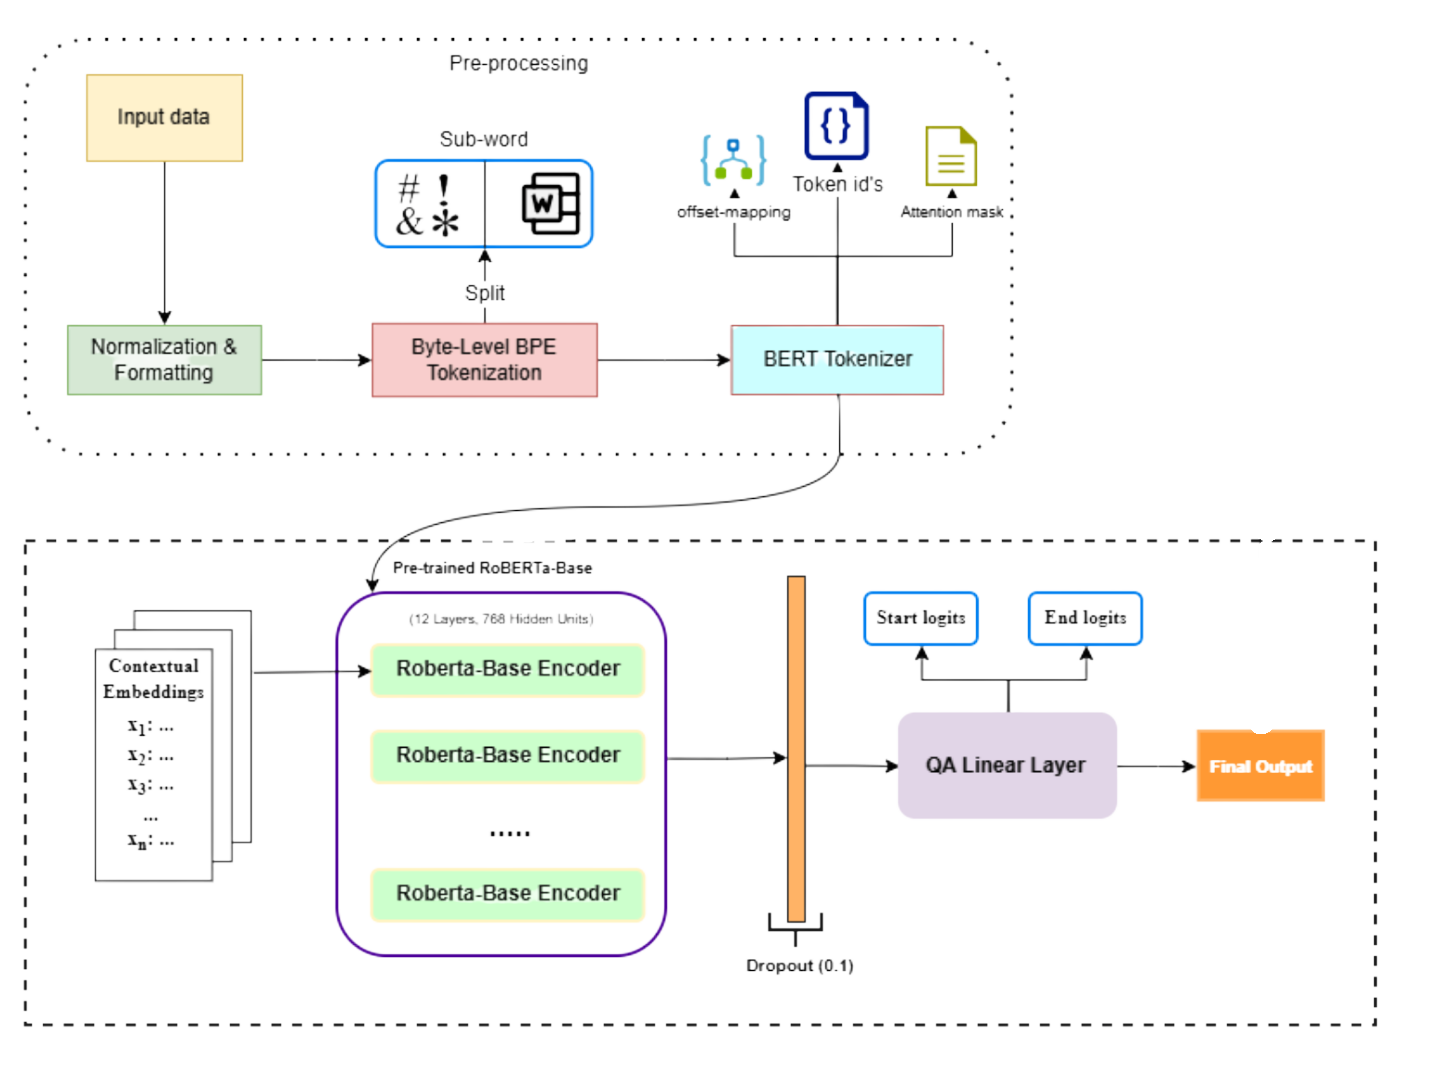 Pre-processing
Input data
Sub-word
# !
& *
W
{}
Token id's
offset-mapping
Attention mask
Split
Normalization &
Formatting
Byte-Level BPE
Tokenization
BERT Tokenizer
Pre-trained RoBERTa-Base
(12 Layers, 768 Hidden Units)
Contextual
Embeddings
x1: ...
x2: ...
x3: ...
...
xn: ...
Roberta-Base Encoder
Roberta-Base Encoder
.....
Roberta-Base Encoder
Dropout (0.1)
Start logits
End logits
QA Linear Layer
Final Output